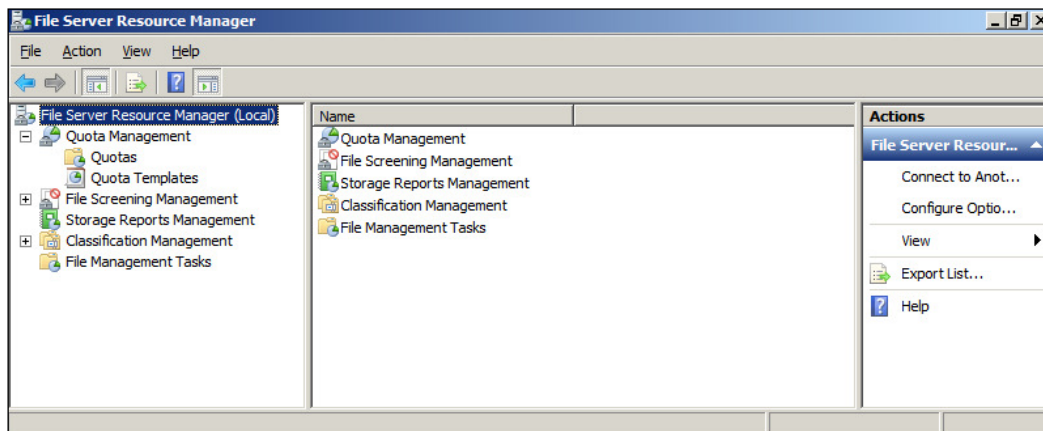 File Server Resource Manager
File Action View Help
File Server Resource Manager (Local)
Quota Management
Quotas
Quota Templates
File Screening Management
Storage Reports Management
Classification Management
File Management Tasks
Name
Quota Management
File Screening Management
Storage Reports Management
Classification Management
File Management Tasks
Actions
File Server Resour...
Connect to Anot...
Configure Optio...
View
Export List...
Help